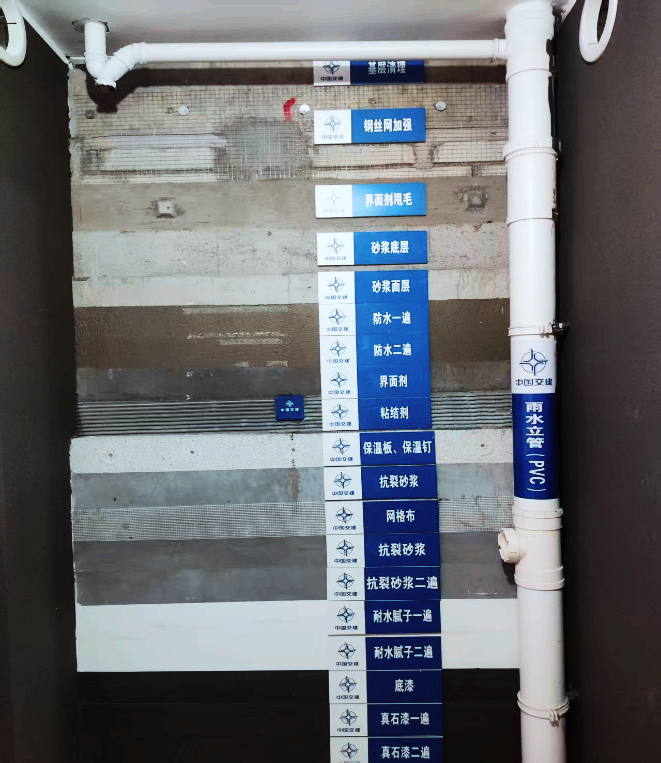 中国交建 基层清理
中国交建 钢丝网加强
界面剂甩毛
中国交建 砂浆底层
中国交建 砂浆面层
中国交建 防水一遍
中国交建 防水二遍
中国交建 界面剂
中国交建 粘结剂
中国交建
中国交建 保温板、保温钉
中国交建 抗裂砂浆
中国交建 网格布
中国交建 抗裂砂浆
中国交建 抗裂砂浆二遍
中国交建 耐水腻子一遍
中国交建 耐水腻子二遍
中国交建 底漆
中国交建 真石漆一遍
中国交建 真石漆二遍
中国交建
雨水立管（PVC）